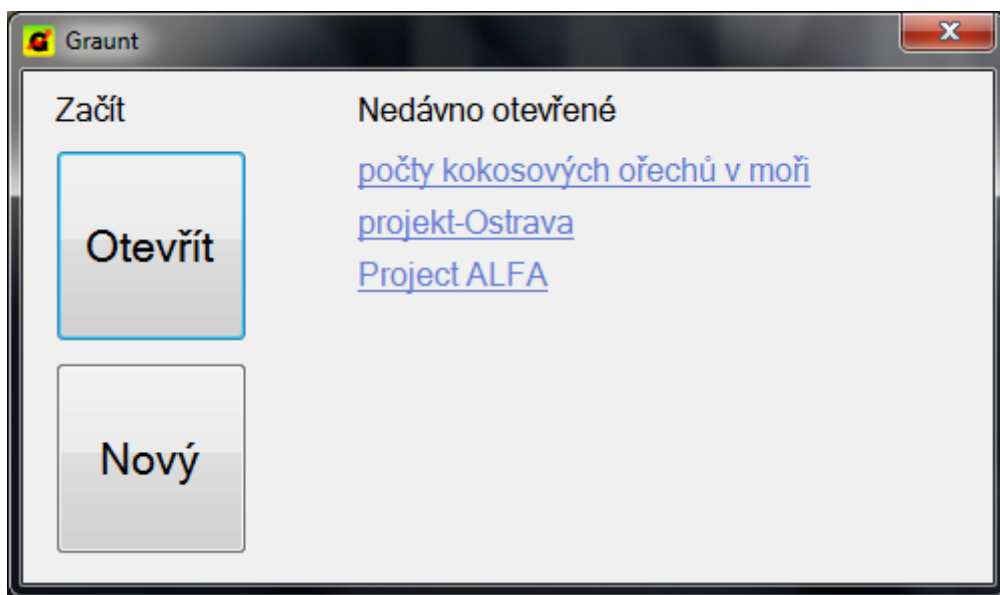 Graunt
Začít
Otevřít
Nový
Nedávno otevřené
počty kokosových ořechů v moři
projekt-Ostrava
Project ALFA